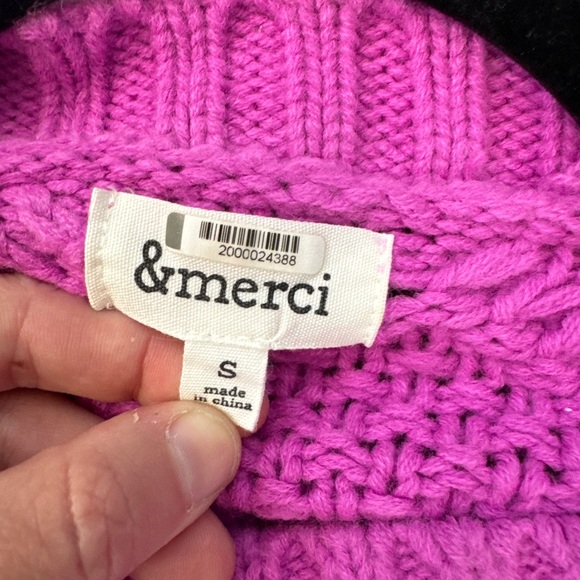 2000024388
&merci
S
made
in china